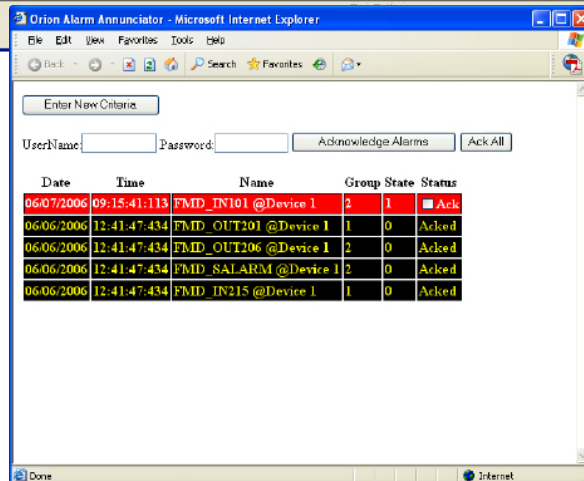 Orion Alarm Annunciator - Microsoft Internet Explorer
File Edit View Favorites Tools Help
Back Search Favorites
Enter New Criteria
UserName: Password: Acknowledge Alarms Ack All
Date Time Name Group State Status
06/07/2006 09:15:41:113 FMD_IN101 @Device 1 2 1 Ack
06/06/2006 12:41:47:434 FMD_OUT201 @Device 1 1 0 Acked
06/06/2006 12:41:47:434 FMD_OUT206 @Device 1 2 0 Acked
06/06/2006 12:41:47:434 FMD_SALARM @Device 1 2 0 Acked
06/06/2006 12:41:47:434 FMD_IN215 @Device 1 1 0 Acked
Done Internet